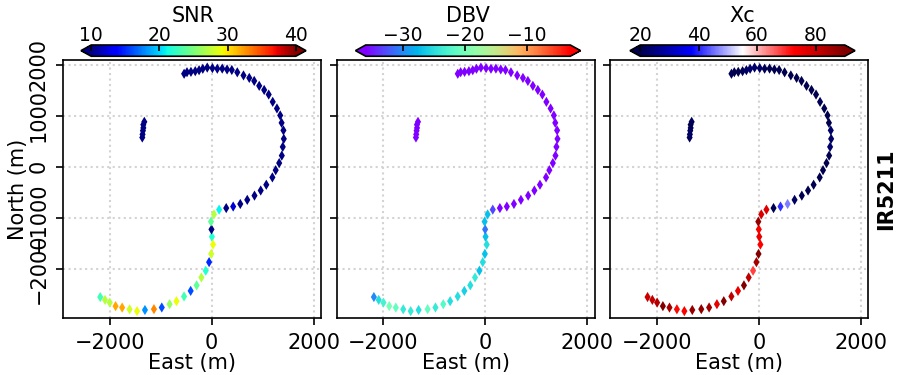 SNR DBV Xc
10 20 30 40 −30 −20 −10 20 40 60 80
North (m)
2000
1000
0
−1000
−2000
−2000 0 2000 −2000 0 2000 −2000 0 2000
East (m) East (m) East (m)
IR5211